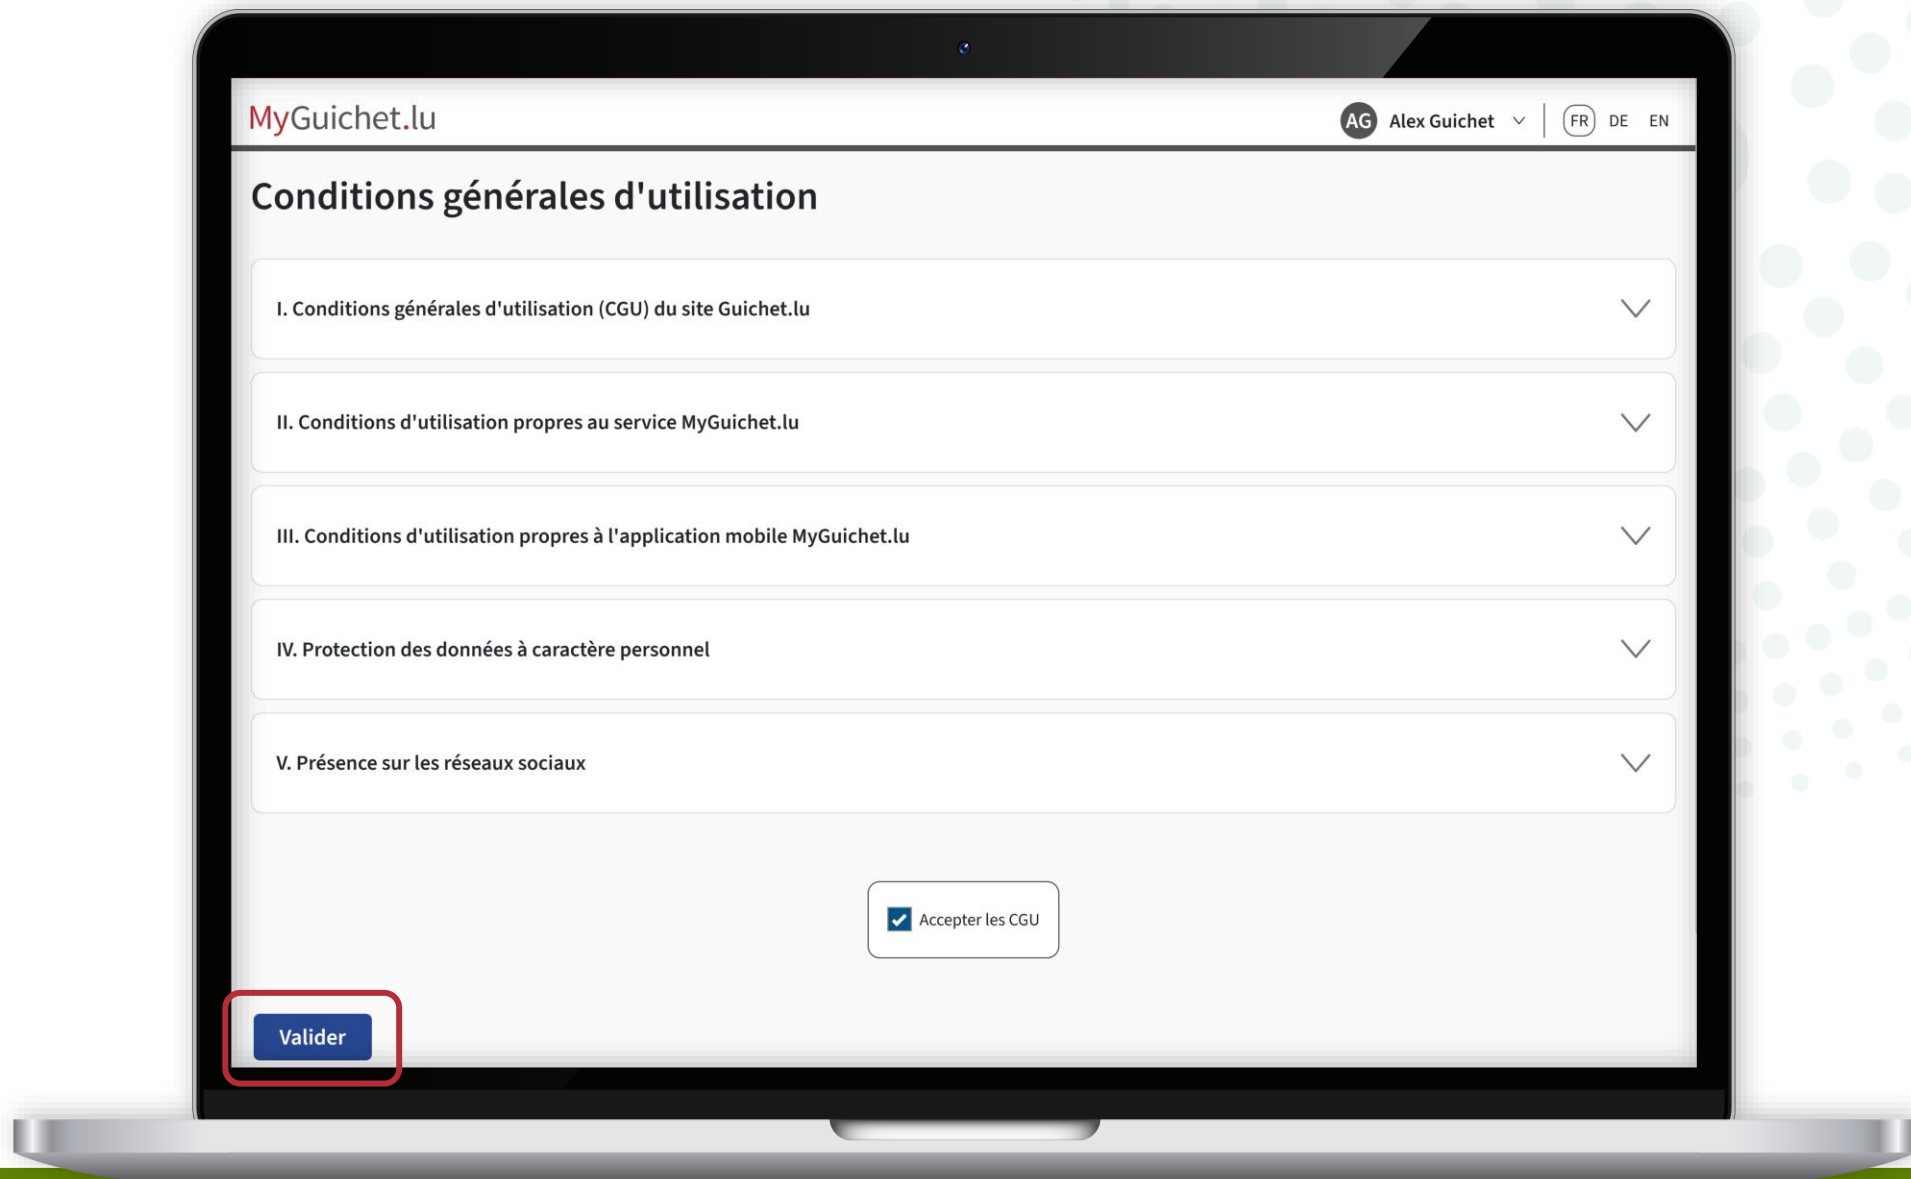 MyGuichet.lu
AG Alex Guichet FR DE EN
Conditions générales d'utilisation
I. Conditions générales d'utilisation (CGU) du site Guichet.lu
II. Conditions d'utilisation propres au service MyGuichet.lu
III. Conditions d'utilisation propres à l'application mobile MyGuichet.lu
IV. Protection des données à caractère personnel
V. Présence sur les réseaux sociaux
Accepter les CGU
Valider